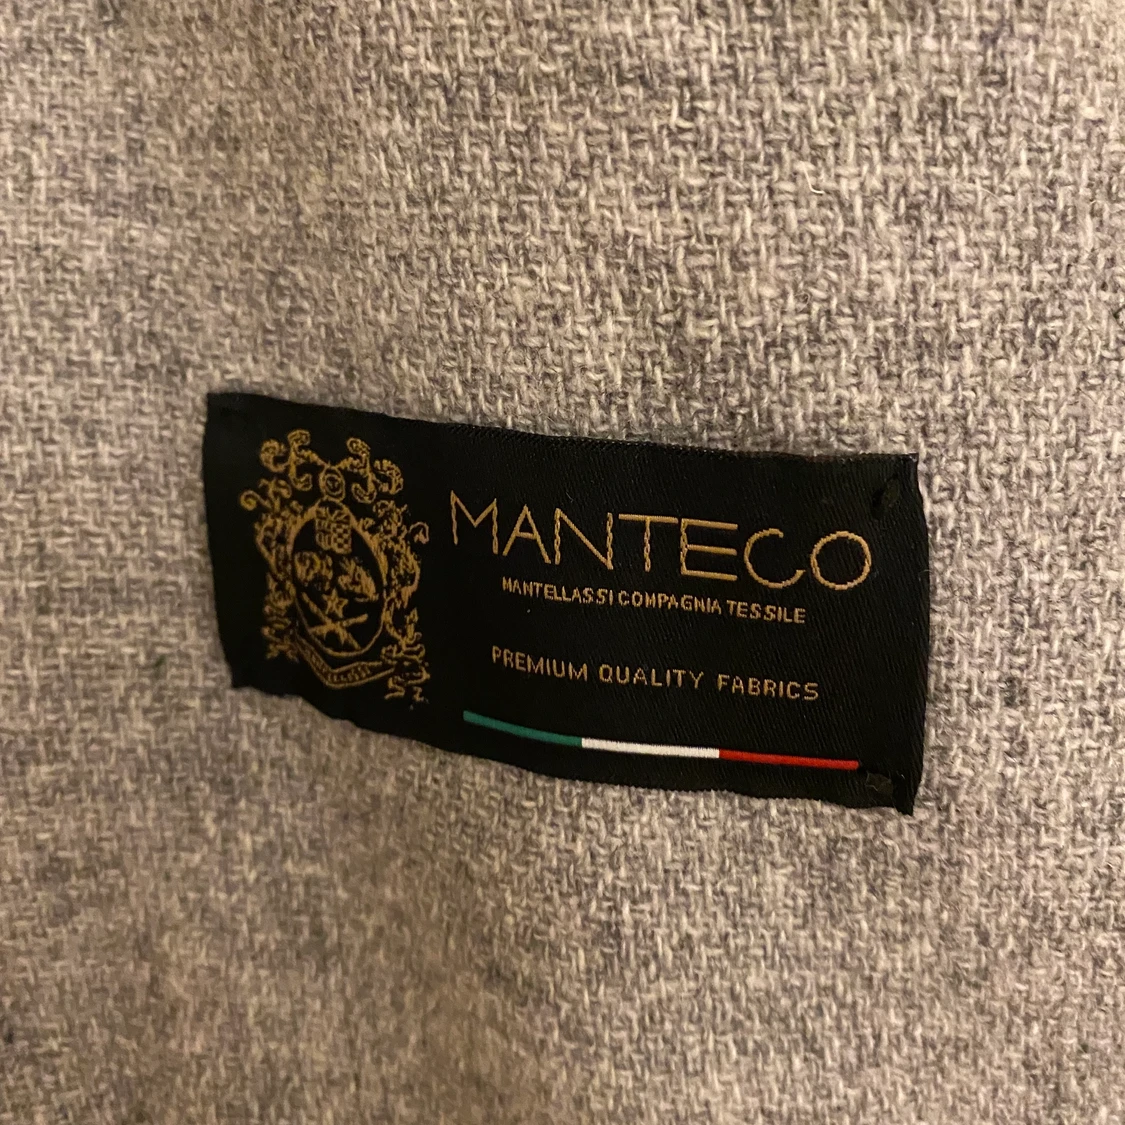 MANTECO
MANTELLASSI COMPAGNIA TESSILE
PREMIUM QUALITY FABRICS